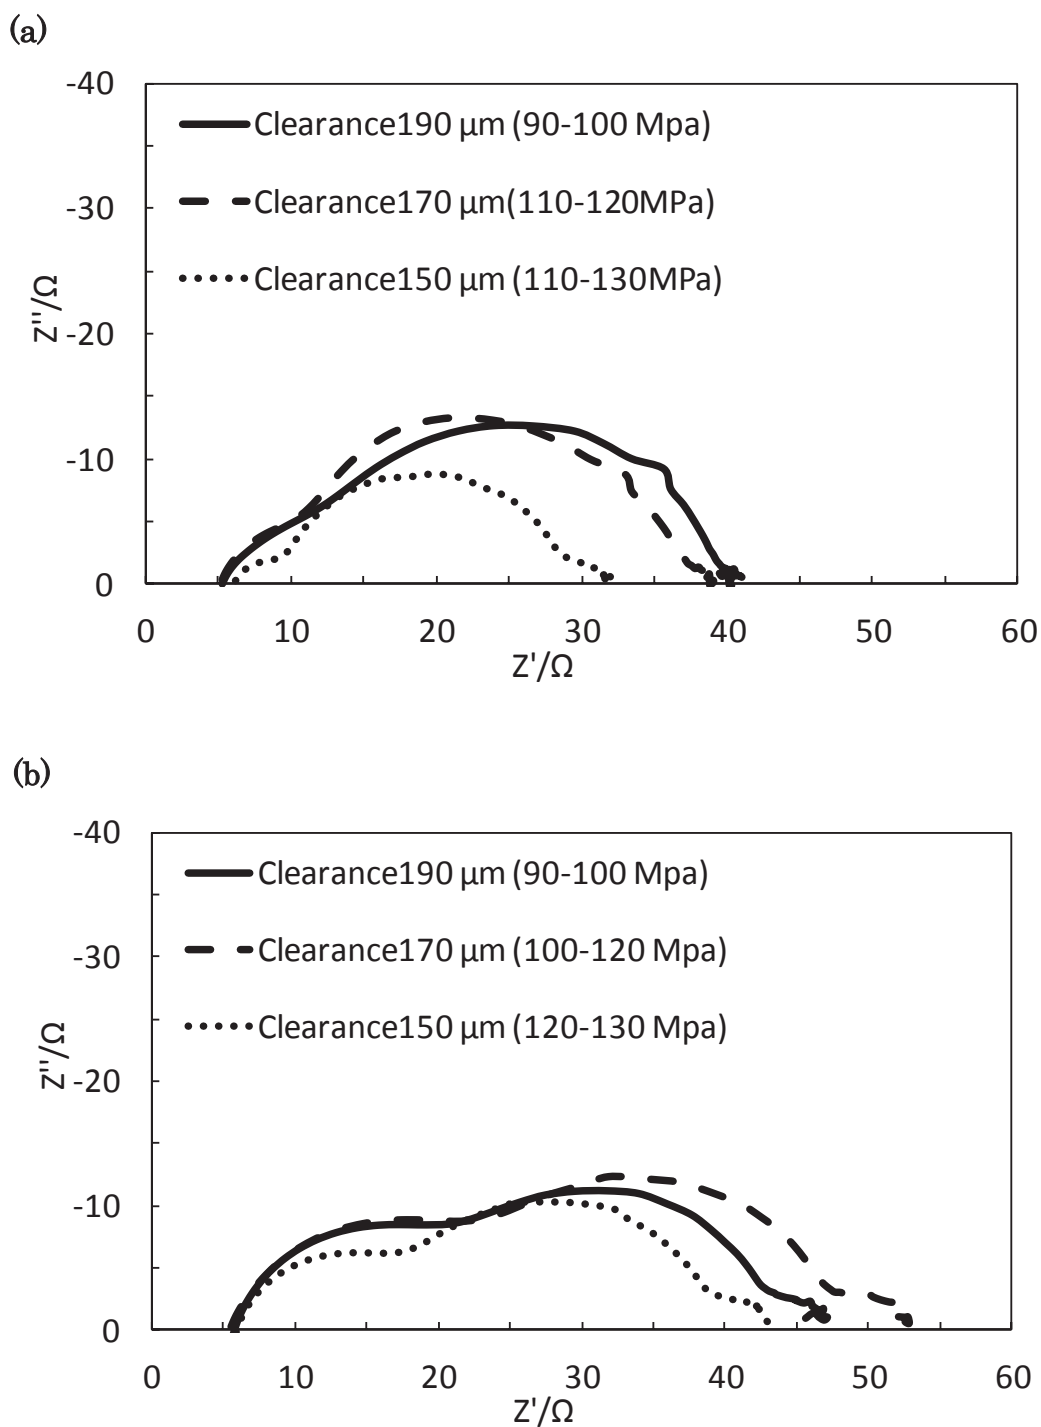 (a)
-40
-30
-20
-10
0
Z''/Ω
Clearance190 μm (90-100 Mpa)
Clearance170 μm(110-120MPa)
Clearance150 μm (110-130MPa)
0 10 20 30 40 50 60
Z'/Ω
(b)
-40
-30
-20
-10
0
Z''/Ω
Clearance190 μm (90-100 Mpa)
Clearance170 μm (100-120 Mpa)
Clearance150 μm (120-130 Mpa)
0 10 20 30 40 50 60
Z'/Ω